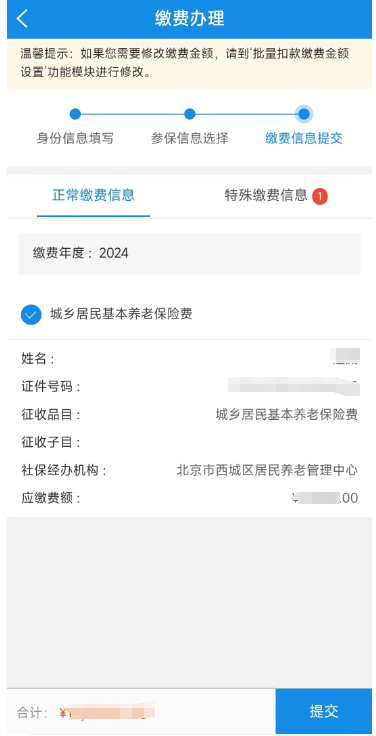 缴费办理
温馨提示：如果您需要修改缴费金额，请到‘批量扣款缴费金额
设置’功能模块进行修改。
身份信息填写 参保信息选择 缴费信息提交
正常缴费信息 特殊缴费信息 1
缴费年度：2024
城乡居民基本养老保险费
姓名：
证件号码：
征收品目： 城乡居民基本养老保险费
征收子目：
社保经办机构： 北京市西城区居民养老管理中心
应缴费额： ¥ .00
合计： ¥
提交